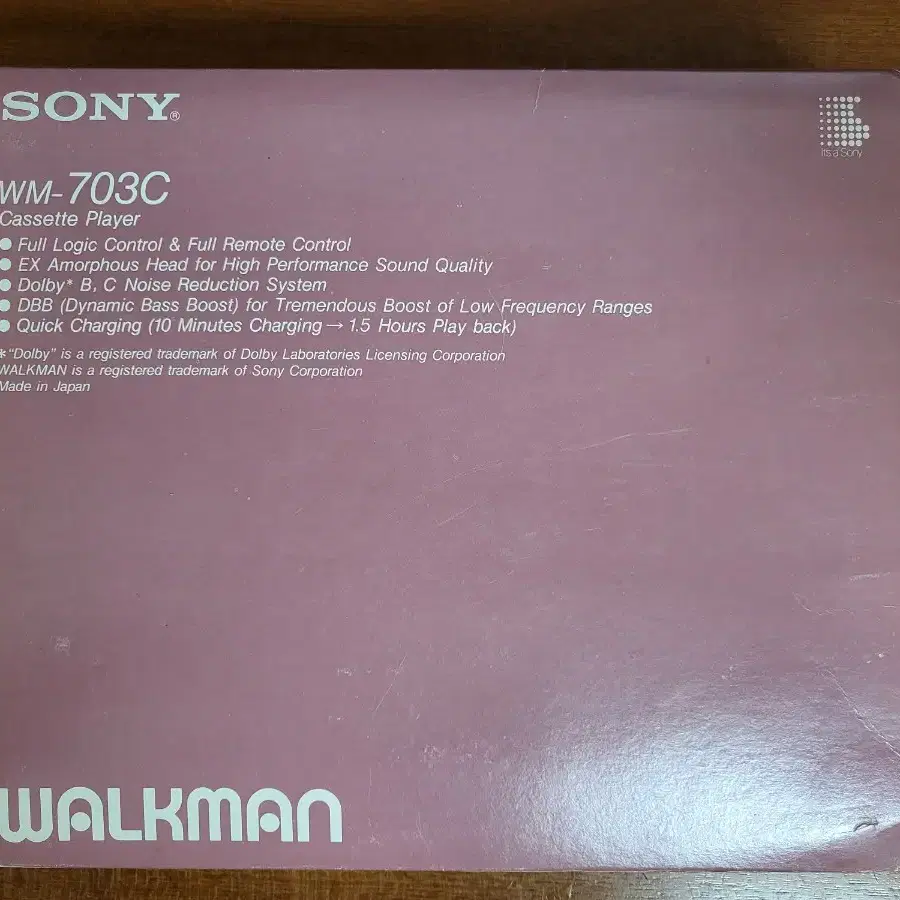 SONY®
it's a Sony
WM-703C
Cassette Player
● Full Logic Control & Full Remote Control
● EX Amorphous Head for High Performance Sound Quality
● Dolby* B, C Noise Reduction System
● DBB (Dynamic Bass Boost) for Tremendous Boost of Low Frequency Ranges
● Quick Charging (10 Minutes Charging → 1.5 Hours Play back)
*“Dolby” is a registered trademark of Dolby Laboratories Licensing Corporation
WALKMAN is a registered trademark of Sony Corporation
Made in Japan
WALKMAN